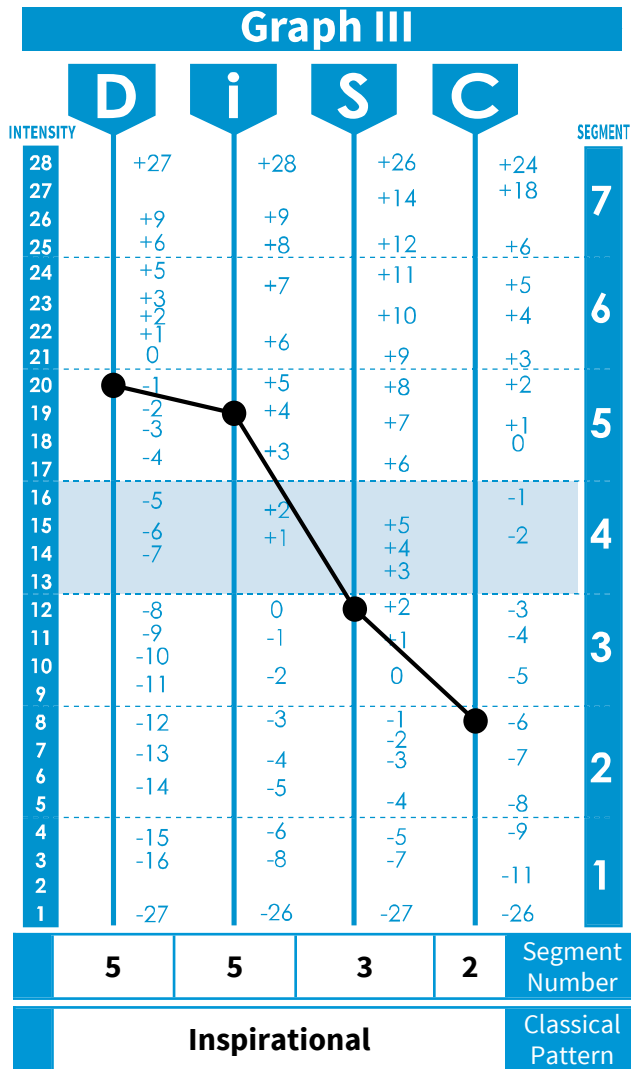 Graph III
D i S C
INTENSITY SEGMENT
28 +27 +28 +26 +24
27 +14 +18 7
26 +9 +9
25 +6 +8 +12 +6
24 +5 +7 +11 +5
23 +3 +10 +4 6
+2
22 +1 +6
21 0 +9 +3
20 -1 +5 +8 +2
19 -2 +4 +7 +1 5
18 -3 +3 0
17 -4 +6
16 -5 +2 -1
15 -6 +1 +5 -2 4
14 -7 +4
13 +3
12 -8 0 +2 -3
11 -9 -1 +1 -4 3
10 -10 -2 0 -5
9 -11
8 -12 -3 -1 -6
-2
7 -13 -4 -3 -7 2
6 -14 -5
5 -4 -8
4 -15 -6 -5 -9
3 -16 -8 -7 1
2 -11
1 -27 -26 -27 -26
5 5 3 2 Segment
Number
Inspirational Classical
Pattern